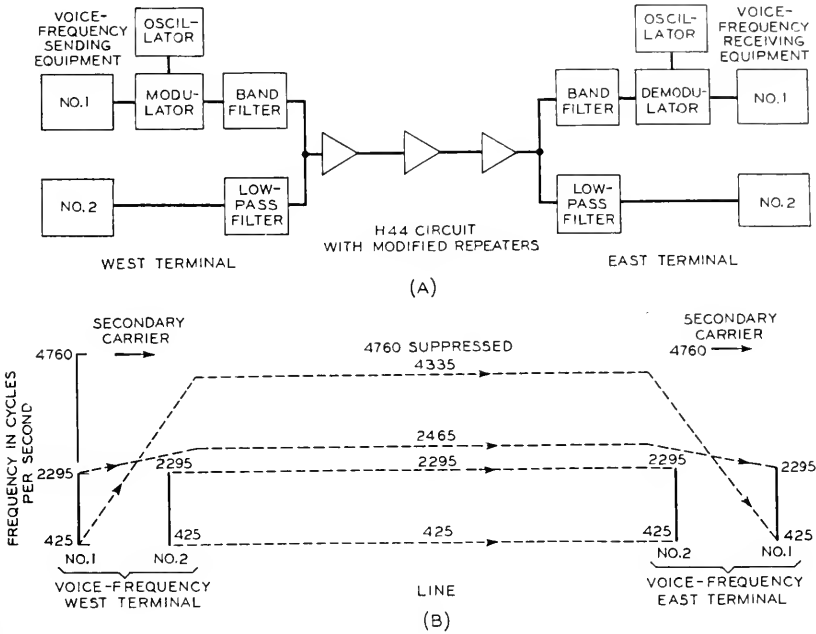 VOICE-
FREQUENCY
SENDING
EQUIPMENT
OSCIL-
LATOR
NO.1
MODU-
LATOR
BAND
FILTER
NO.2
LOW-
PASS
FILTER
WEST TERMINAL
H44 CIRCUIT
WITH MODIFIED REPEATERS
OSCIL-
LATOR
VOICE-
FREQUENCY
RECEIVING
EQUIPMENT
BAND
FILTER
DEMODU-
LATOR
NO.1
LOW-
PASS
FILTER
NO.2
EAST TERMINAL
(A)
SECONDARY
CARRIER
4760
4760 SUPPRESSED
4335
SECONDARY
CARRIER
4760
FREQUENCY IN CYCLES
PER SECOND
2465
2295
2295
2295
2295
2295
425
425
425
425
425
NO.1
NO.2
NO.2
NO.1
VOICE-FREQUENCY
WEST TERMINAL
LINE
VOICE-FREQUENCY
EAST TERMINAL
(B)